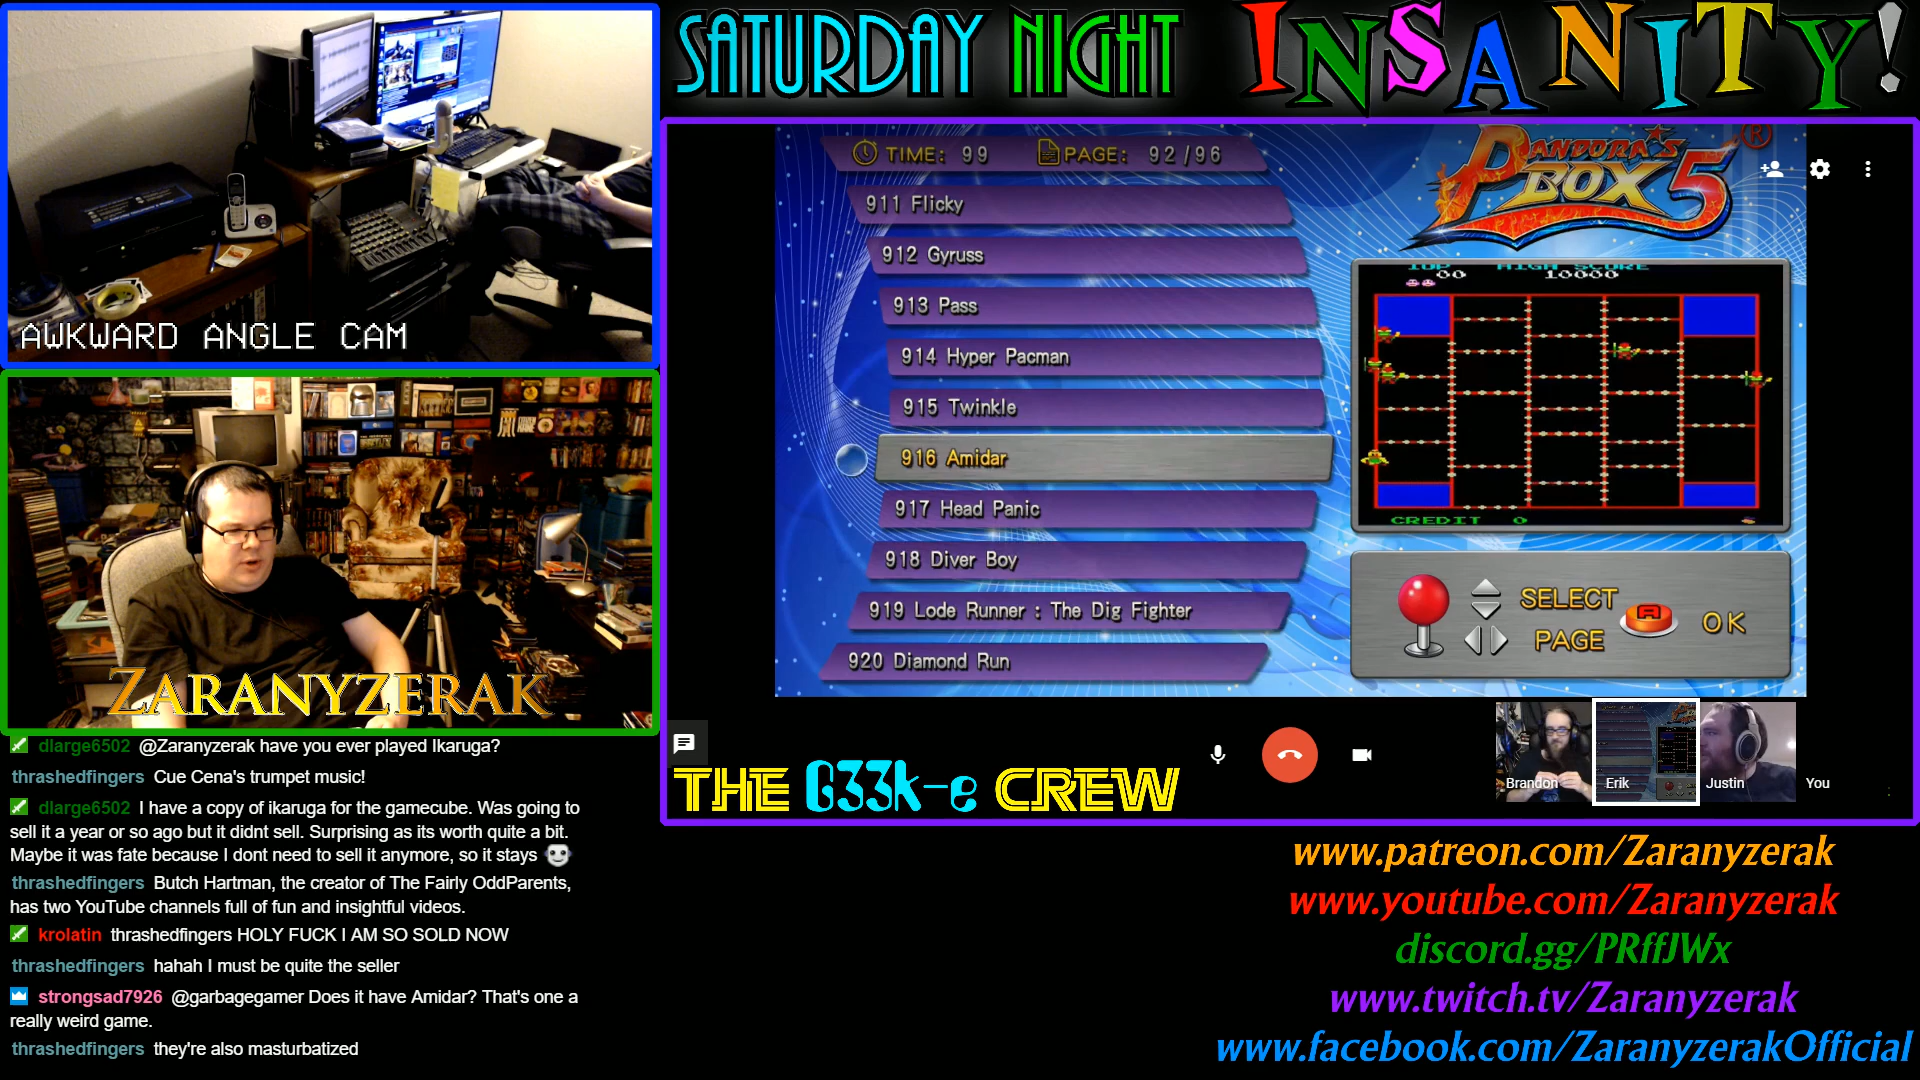 SATURDAY NIGHT INSANITY!
AWKWARD ANGLE CAM
ZARANYZERAK
TIME: 99 PAGE: 92/96
911 Flicky
912 Gyruss
913 Pass
914 Hyper Pacman
915 Twinkle
916 Amidar
917 Head Panic
918 Diver Boy
919 Lode Runner : The Dig Fighter
920 Diamond Run
PANDORA'S BOX 5 ®
1UP HIGH SCORE
00 10000
CREDIT 0
SELECT
PAGE
A
OK
Brandon
Erik
Justin
You
THE G33k-e CREW
dlarge6502 @Zaranyzerak have you ever played Ikaruga?
thrashedfingers Cue Cena's trumpet music!
dlarge6502 I have a copy of ikaruga for the gamecube. Was going to
sell it a year or so ago but it didnt sell. Surprising as its worth quite a bit.
Maybe it was fate because I dont need to sell it anymore, so it stays
thrashedfingers Butch Hartman, the creator of The Fairly OddParents,
has two YouTube channels full of fun and insightful videos.
krolatin thrashedfingers HOLY FUCK I AM SO SOLD NOW
thrashedfingers hahah I must be quite the seller
strongsad7926 @garbagegamer Does it have Amidar? That's one a
really weird game.
thrashedfingers they're also masturbatized
www.patreon.com/Zaranyzerak
www.youtube.com/Zaranyzerak
discord.gg/PRffJWx
www.twitch.tv/Zaranyzerak
www.facebook.com/ZaranyzerakOfficial